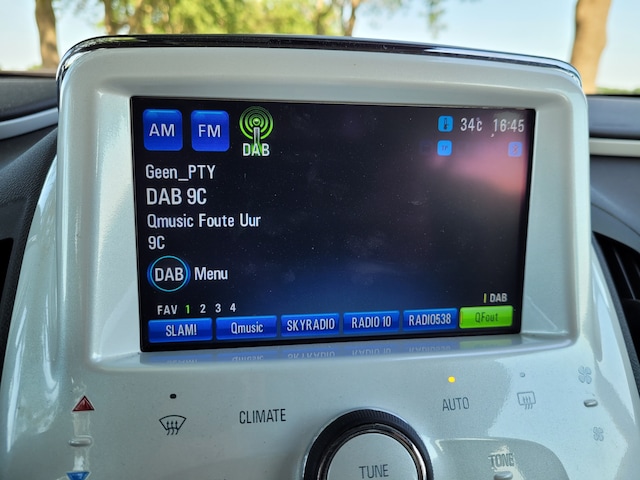 AM FM DAB 34c 16:45
TP
Geen_PTY
DAB 9C
Qmusic Foute Uur
9C
DAB Menu
FAV 1 2 3 4 DAB
SLAM! Qmusic SKYRADIO RADIO 10 RADIO538 QFout
CLIMATE AUTO
TUNE TONE